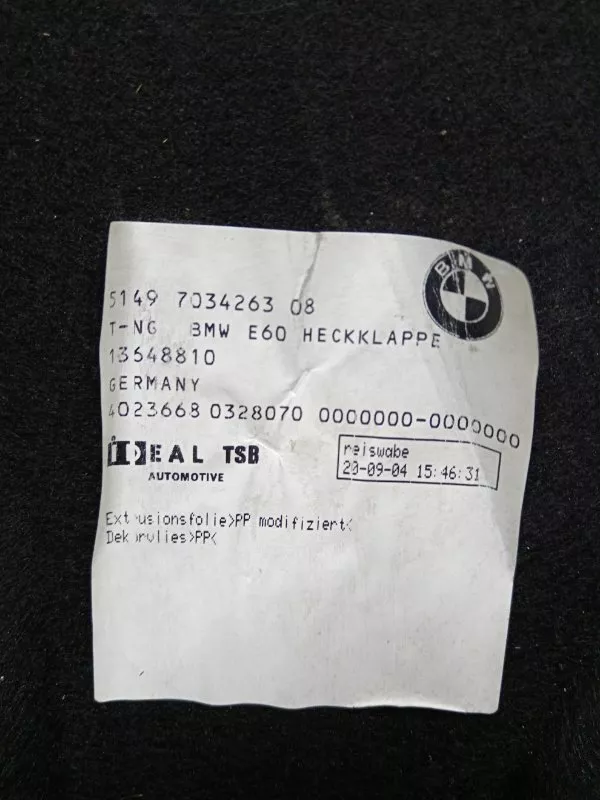 BMW
5149 7034263 08
T-NG BMW E60 HECKKLAPPE
13648810
GERMANY
4023668 0328070 0000000-0000000
IDEAL TSB
AUTOMOTIVE
reiswabe
20-09-04 15:46:31
Extrusionsfolie>PP modifiziert<
Dekorvlies>PP<